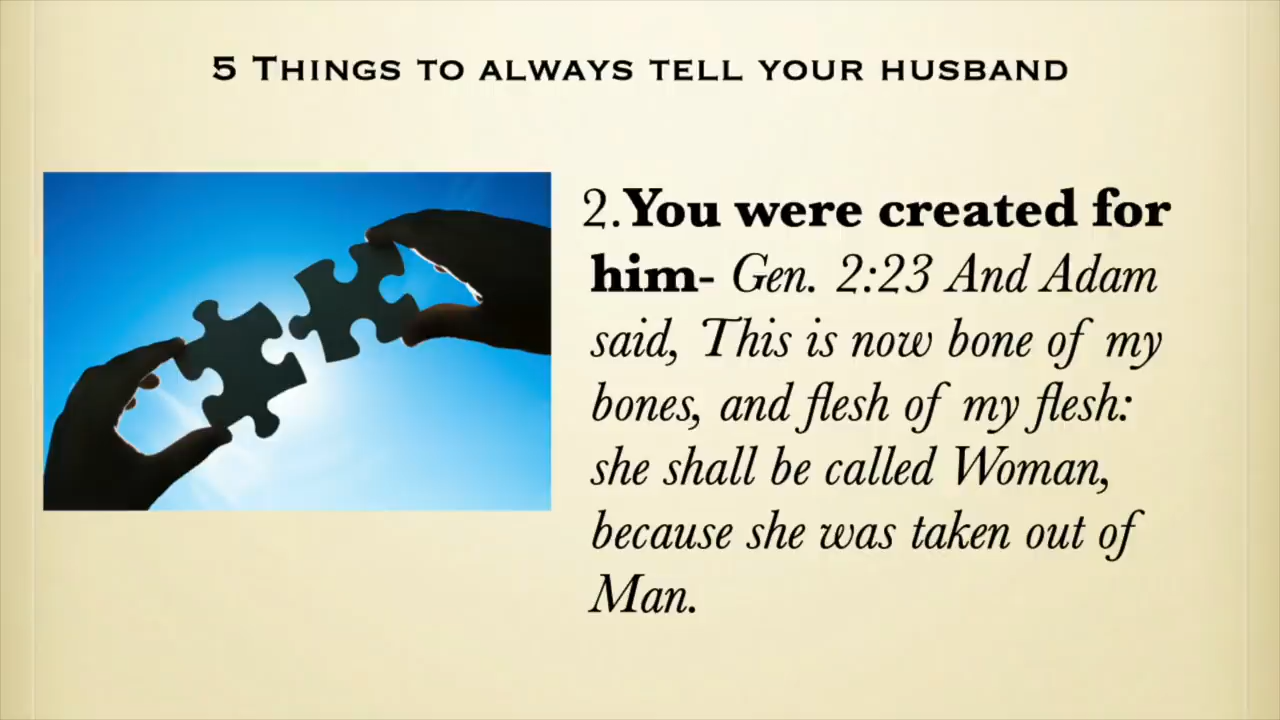 5 Things to always tell your husband
2.You were created for
him- Gen. 2:23 And Adam
said, This is now bone of my
bones, and flesh of my flesh:
she shall be called Woman,
because she was taken out of
Man.